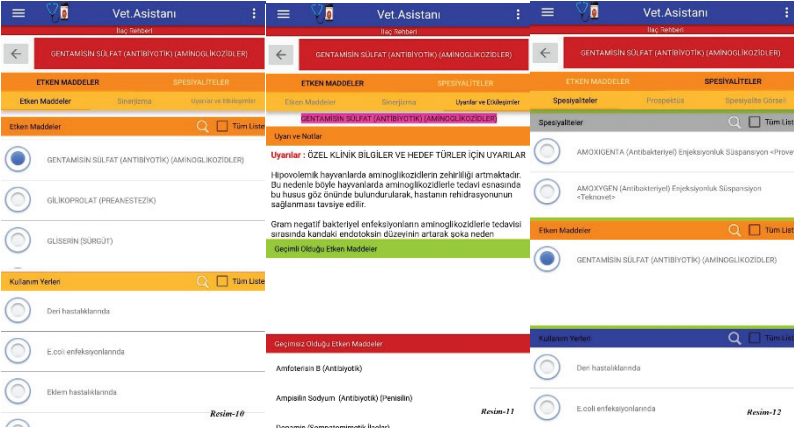 Vet.Asistanı
İlaç Rehberi
GENTAMİSİN SÜLFAT (ANTİBİYOTİK) (AMİNOGLİKOZİDLER)
ETKEN MADDELER
SPESİYALİTELER
Etken Maddeler
Sinerjizma
Uyarılar ve Etkileşimler
Etken Maddeler
Tüm Liste
GENTAMİSİN SÜLFAT (ANTİBİYOTİK) (AMİNOGLİKOZİDLER)
GİLİKOPROLAT (PREANESTEZİK)
GLİSERİN (SÜRGÜT)
Kullanım Yerleri
Tüm Liste
Deri hastalıklarında
E.coli enfeksiyonlarında
Eklem hastalıklarında
Resim-10
Vet.Asistanı
İlaç Rehberi
GENTAMİSİN SÜLFAT (ANTİBİYOTİK) (AMİNOGLİKOZİDLER)
ETKEN MADDELER
SPESİYALİTELER
Etken Maddeler
Sinerjizma
Uyarılar ve Etkileşimler
GENTAMİSİN SÜLFAT (ANTİBİYOTİK) (AMİNOGLİKOZİDLER)
Uyarı ve Notlar
Uyarılar : ÖZEL KLİNİK BİLGİLER VE HEDEF TÜRLER İÇİN UYARILAR
Hipovolemik hayvanlarda aminoglikozidlerin zehirliliği artmaktadır.
Bu nedenle böyle hayvanlarda aminoglikozidlerle tedavi esnasında
bu husus göz önünde bulundurularak, hastanın rehidrasyonunun
sağlanması tavsiye edilir.
Gram negatif bakteriyel enfeksiyonların aminoglikozidlerle tedavisi
sırasında kandaki endotoksin düzeyinin artarak şoka neden
Geçimli Olduğu Etken Maddeler
Geçimsiz Olduğu Etken Maddeler
Amfoterisin B (Antibiyotik)
Ampisilin Sodyum (Antibiyotik) (Penisilin)
Dopamin (Sempatomimetik İlaçlar)
Resim-11
Vet.Asistanı
İlaç Rehberi
GENTAMİSİN SÜLFAT (ANTİBİYOTİK) (AMİNOGLİKOZİDLER)
ETKEN MADDELER
SPESİYALİTELER
Spesiyaliteler
Prospektüs
Spesiyalite Görseli
Spesiyaliteler
Tüm List
AMOXIGENTA (Antibakteriyel) Enjeksiyonluk Süspansiyon <Prove
AMOXYGEN (Antibakteriyel) Enjeksiyonluk Süspansiyon
<Teknovet>
Etken Maddeler
Tüm List
GENTAMİSİN SÜLFAT (ANTİBİYOTİK) (AMİNOGLİKOZİDLER)
Kullanım Yerleri
Tüm List
Deri hastalıklarında
E.coli enfeksiyonlarında
Resim-12